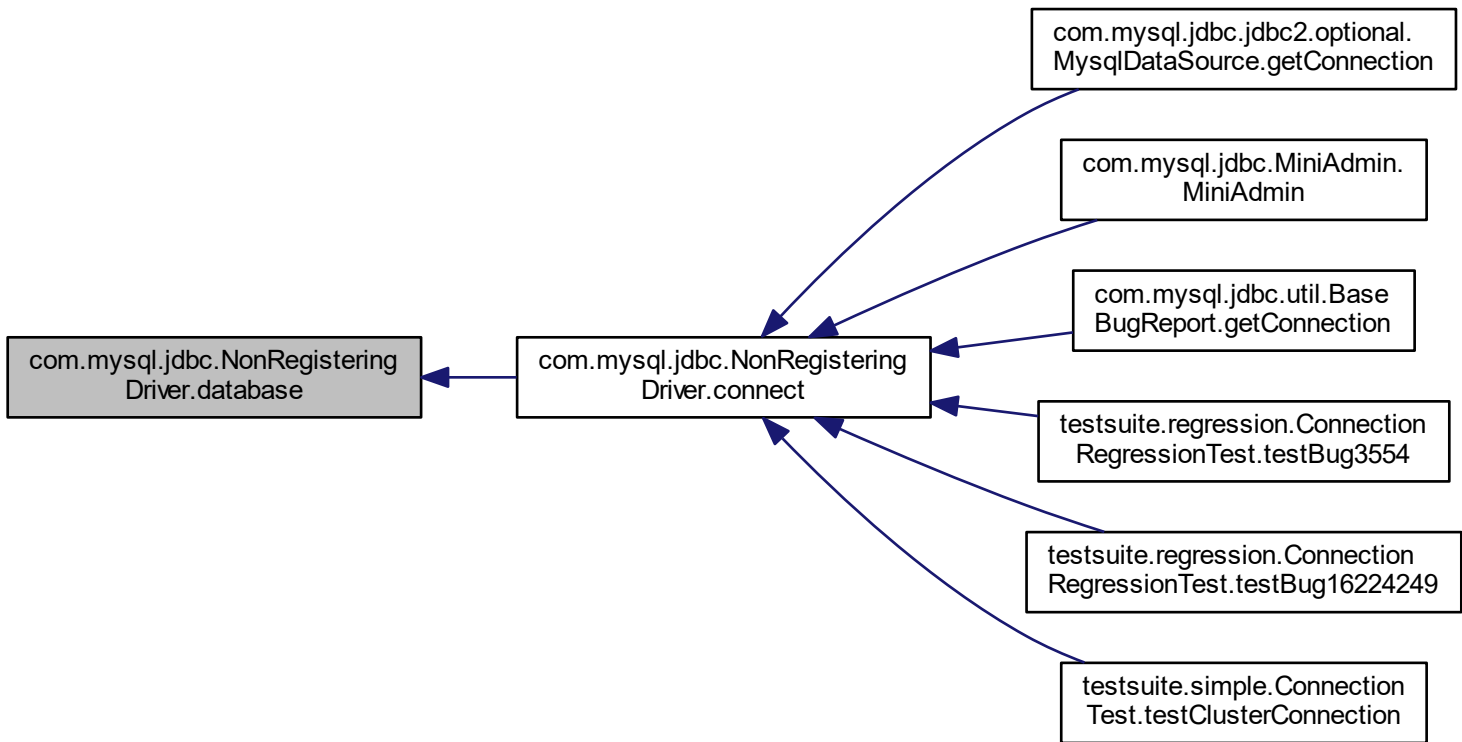 com.mysql.jdbc.jdbc2.optional.
MysqlDataSource.getConnection
com.mysql.jdbc.MiniAdmin.
MiniAdmin
com.mysql.jdbc.util.Base
BugReport.getConnection
com.mysql.jdbc.NonRegistering
Driver.database
com.mysql.jdbc.NonRegistering
Driver.connect
testsuite.regression.Connection
RegressionTest.testBug3554
testsuite.regression.Connection
RegressionTest.testBug16224249
testsuite.simple.Connection
Test.testClusterConnection